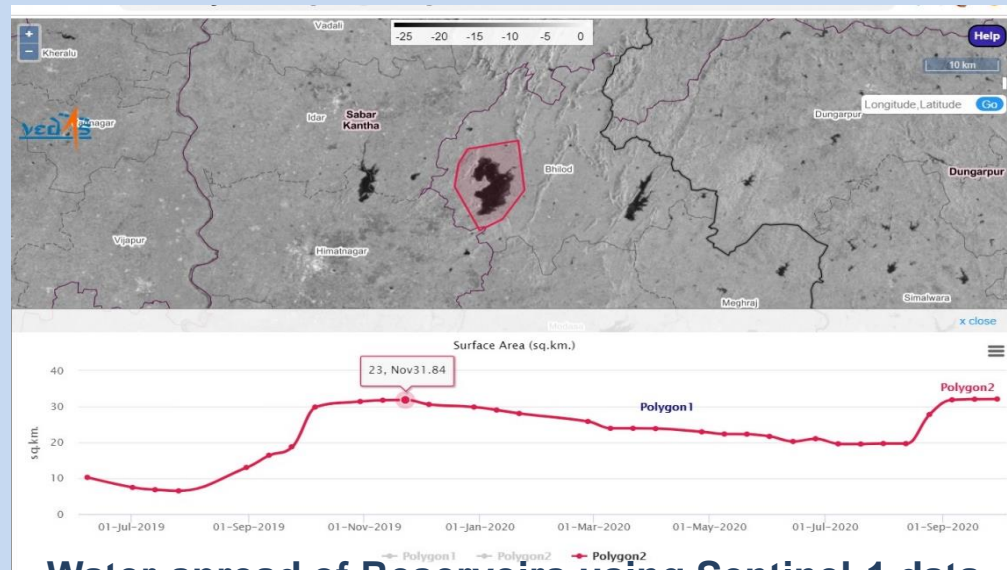 Vadali
-25 -20 -15 -10 -5 0
Help
+
−
Kheralu
10 km
Longitude,Latitude Go
Idar
Sabar
Kantha
Dungarpur
vedas
nagar
Bhilod
Dungarpur
Vijapur
Himatnagar
Meghraj
Simalwara
x close
Surface Area (sq.km.)
40
23, Nov31.84
Polygon2
30
Polygon1
sq.km.
20
10
0
01-Jul-2019 01-Sep-2019 01-Nov-2019 01-Jan-2020 01-Mar-2020 01-May-2020 01-Jul-2020 01-Sep-2020
Polygon1 Polygon2 Polygon2
Water spread of Reservoirs using Sentinel-1 data